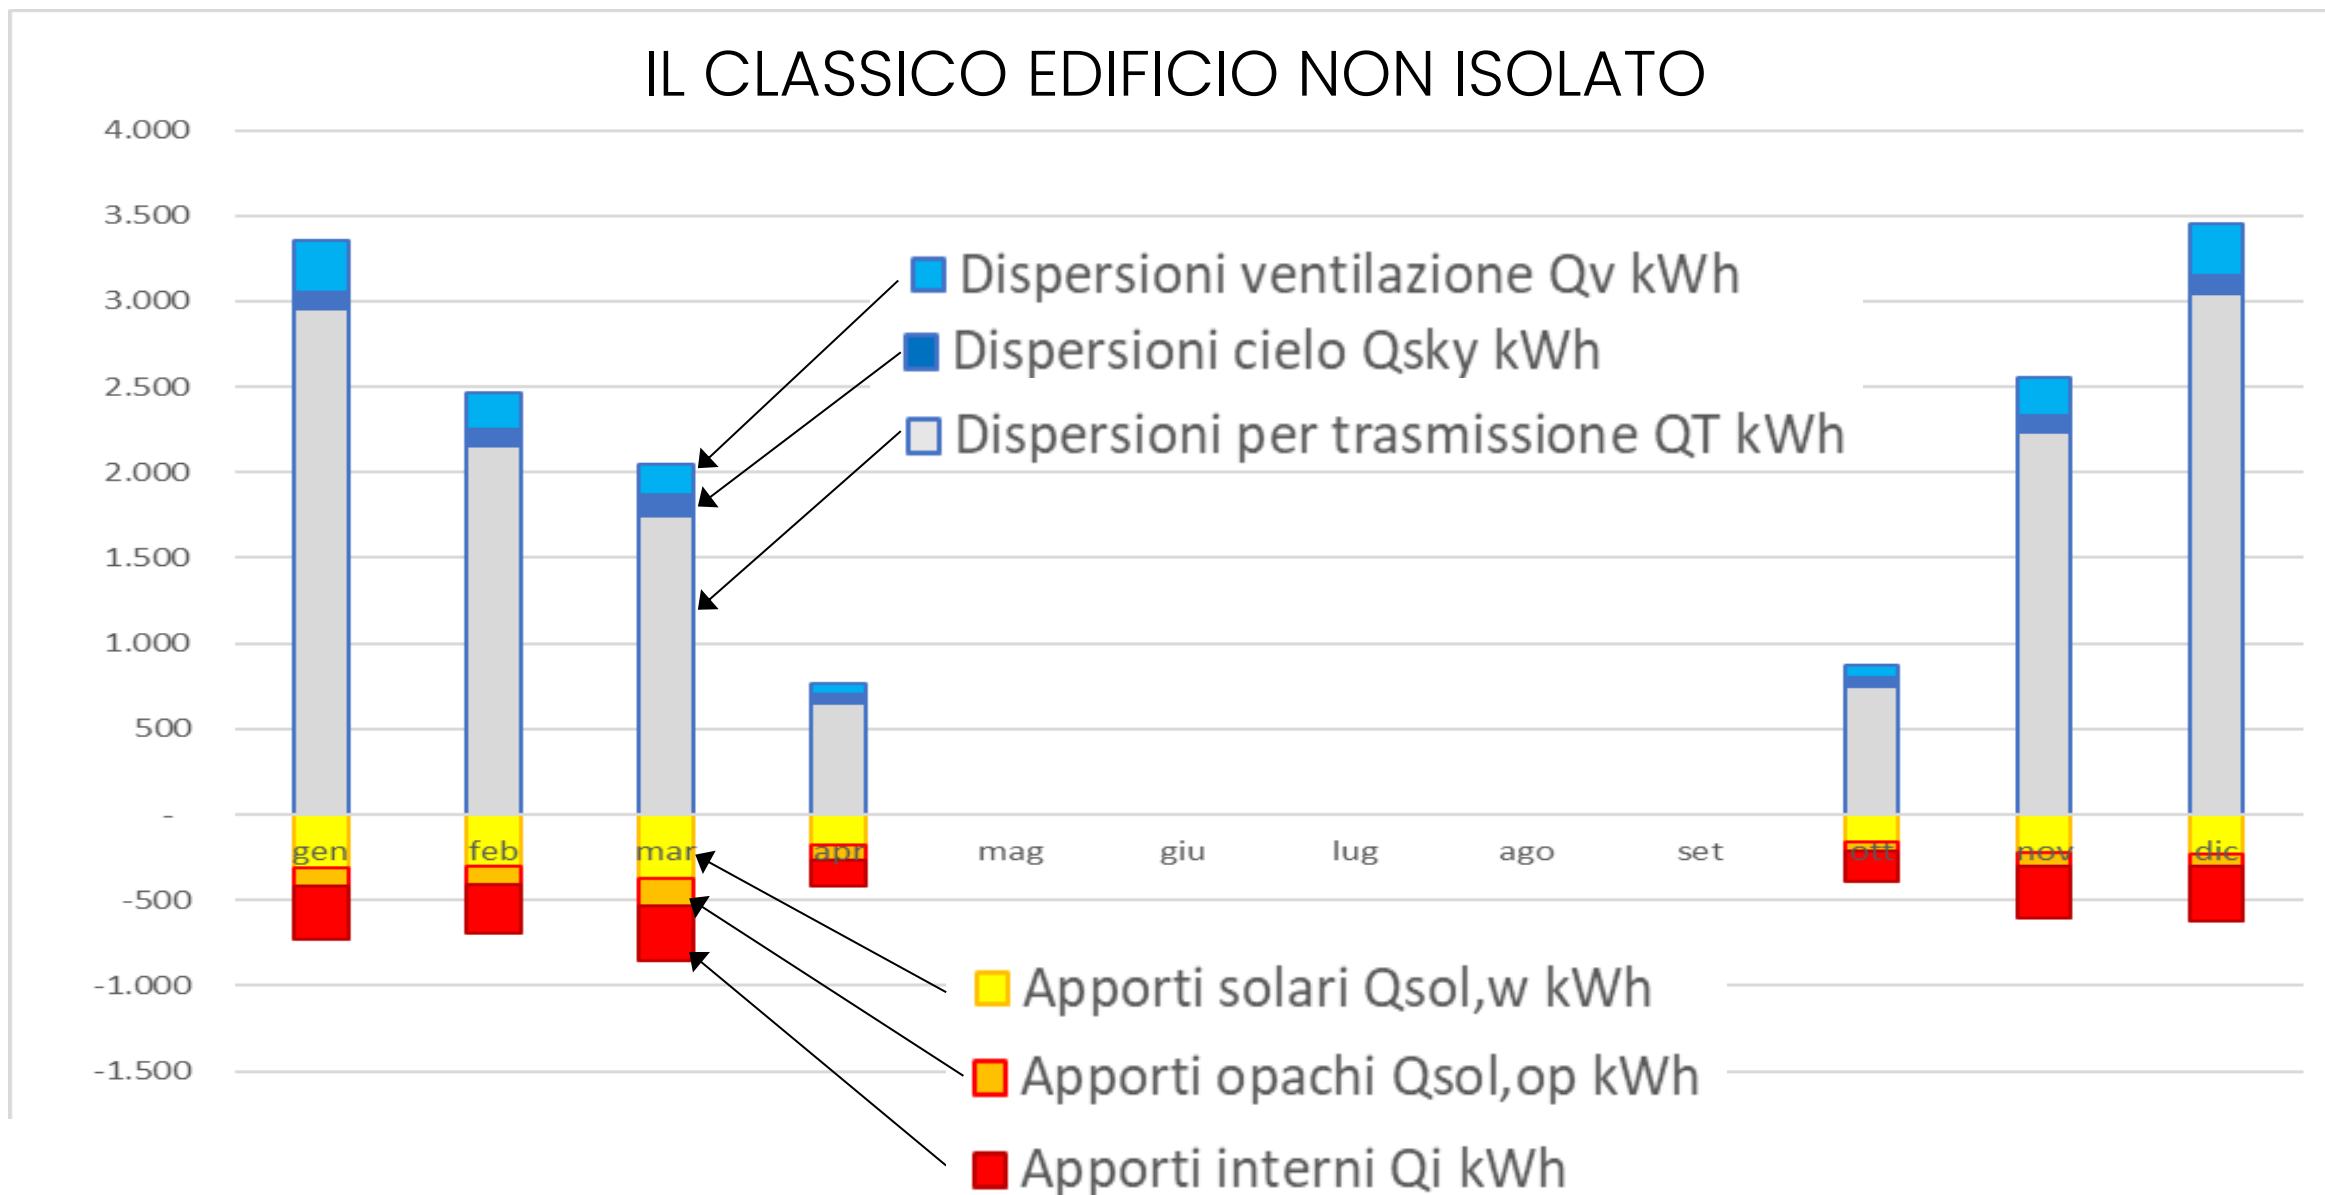 IL CLASSICO EDIFICIO NON ISOLATO
4.000
3.500
3.000
2.500
2.000
1.500
1.000
500
-
-500
-1.000
-1.500
Dispersioni ventilazione Qv kWh
Dispersioni cielo Qsky kWh
Dispersioni per trasmissione QT kWh
gen feb mar apr mag giu lug ago set ott nov dic
Apporti solari Qsol,w kWh
Apporti opachi Qsol,op kWh
Apporti interni Qi kWh